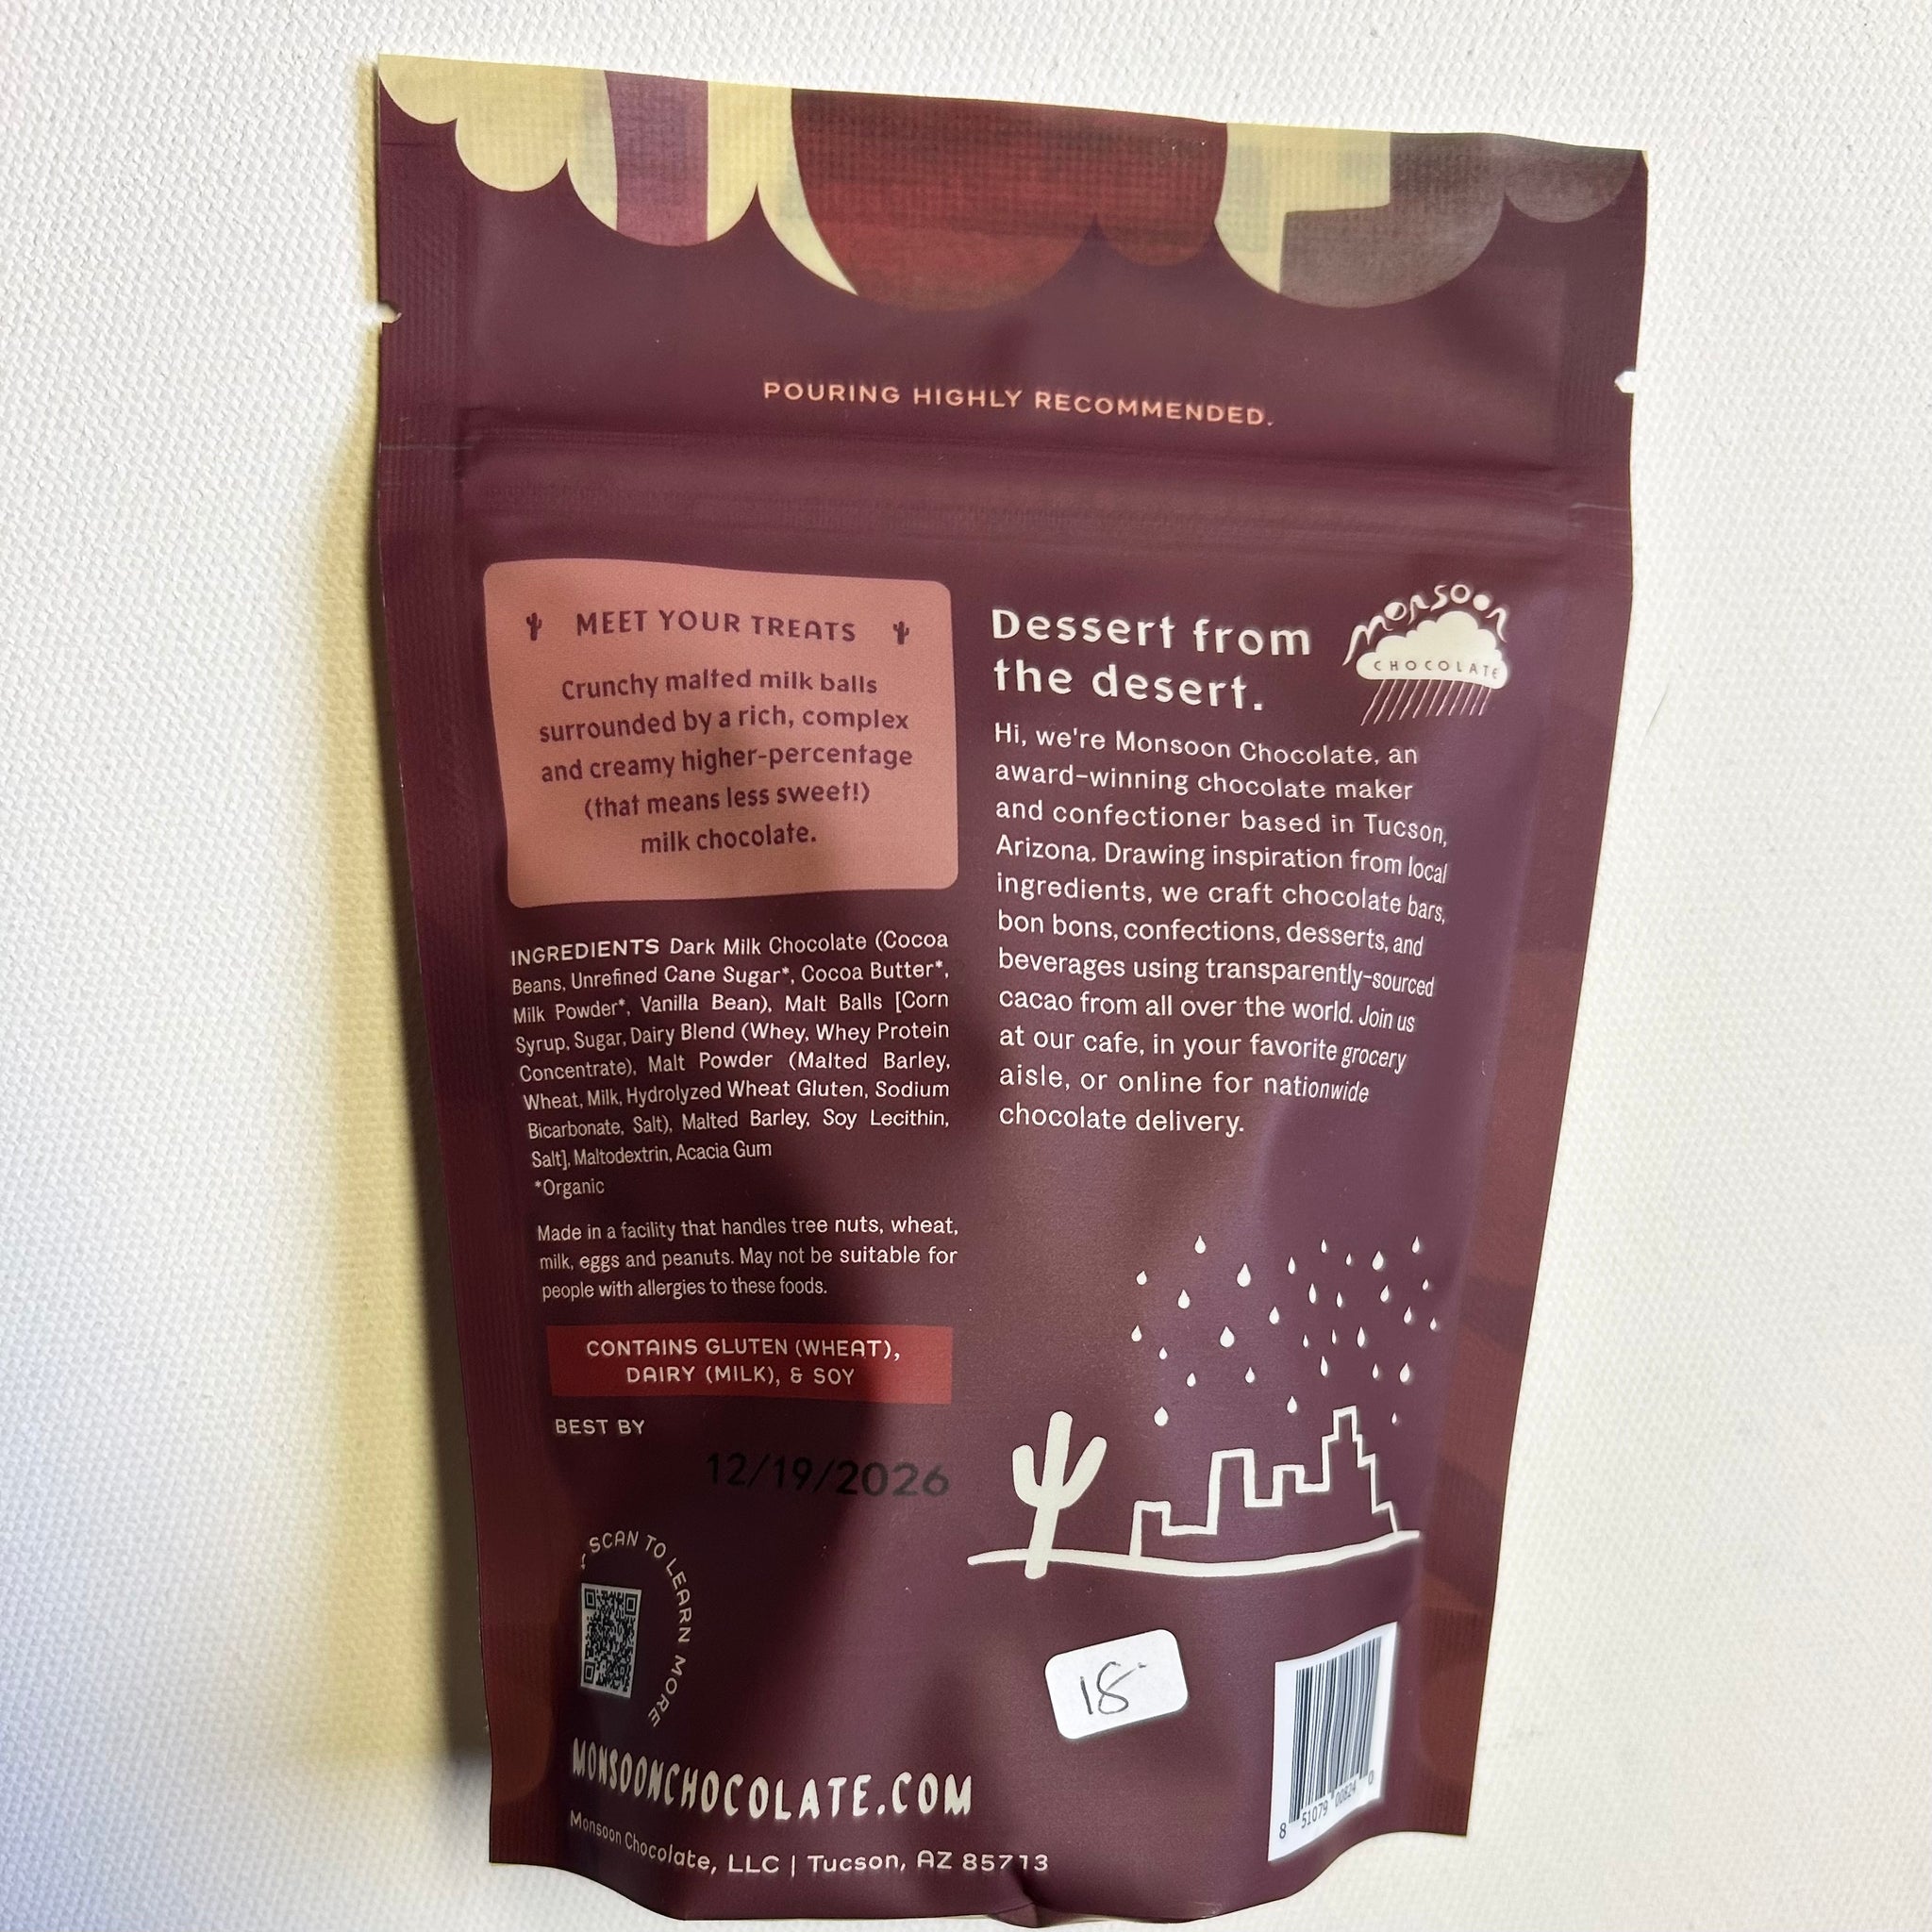 POURING HIGHLY RECOMMENDED.
MEET YOUR TREATS
Crunchy malted milk balls
surrounded by a rich, complex
and creamy higher-percentage
(that means less sweet!)
milk chocolate.
INGREDIENTS Dark Milk Chocolate (Cocoa
Beans, Unrefined Cane Sugar*, Cocoa Butter*,
Milk Powder*, Vanilla Bean), Malt Balls [Corn
Syrup, Sugar, Dairy Blend (Whey, Whey Protein
Concentrate), Malt Powder (Malted Barley,
Wheat, Milk, Hydrolyzed Wheat Gluten, Sodium
Bicarbonate, Salt), Malted Barley, Soy Lecithin,
Salt], Maltodextrin, Acacia Gum
*Organic
Made in a facility that handles tree nuts, wheat,
milk, eggs and peanuts. May not be suitable for
people with allergies to these foods.
CONTAINS GLUTEN (WHEAT),
DAIRY (MILK), & SOY
BEST BY
12/19/2026
SCAN TO LEARN MORE
MONSOONCHOCOLATE.COM
Monsoon Chocolate, LLC | Tucson, AZ 85713
Dessert from
the desert.
MONSOON
CHOCOLATE
Hi, we're Monsoon Chocolate, an
award-winning chocolate maker
and confectioner based in Tucson,
Arizona. Drawing inspiration from local
ingredients, we craft chocolate bars,
bon bons, confections, desserts, and
beverages using transparently-sourced
cacao from all over the world. Join us
at our cafe, in your favorite grocery
aisle, or online for nationwide
chocolate delivery.
18
8 51079 00824 0